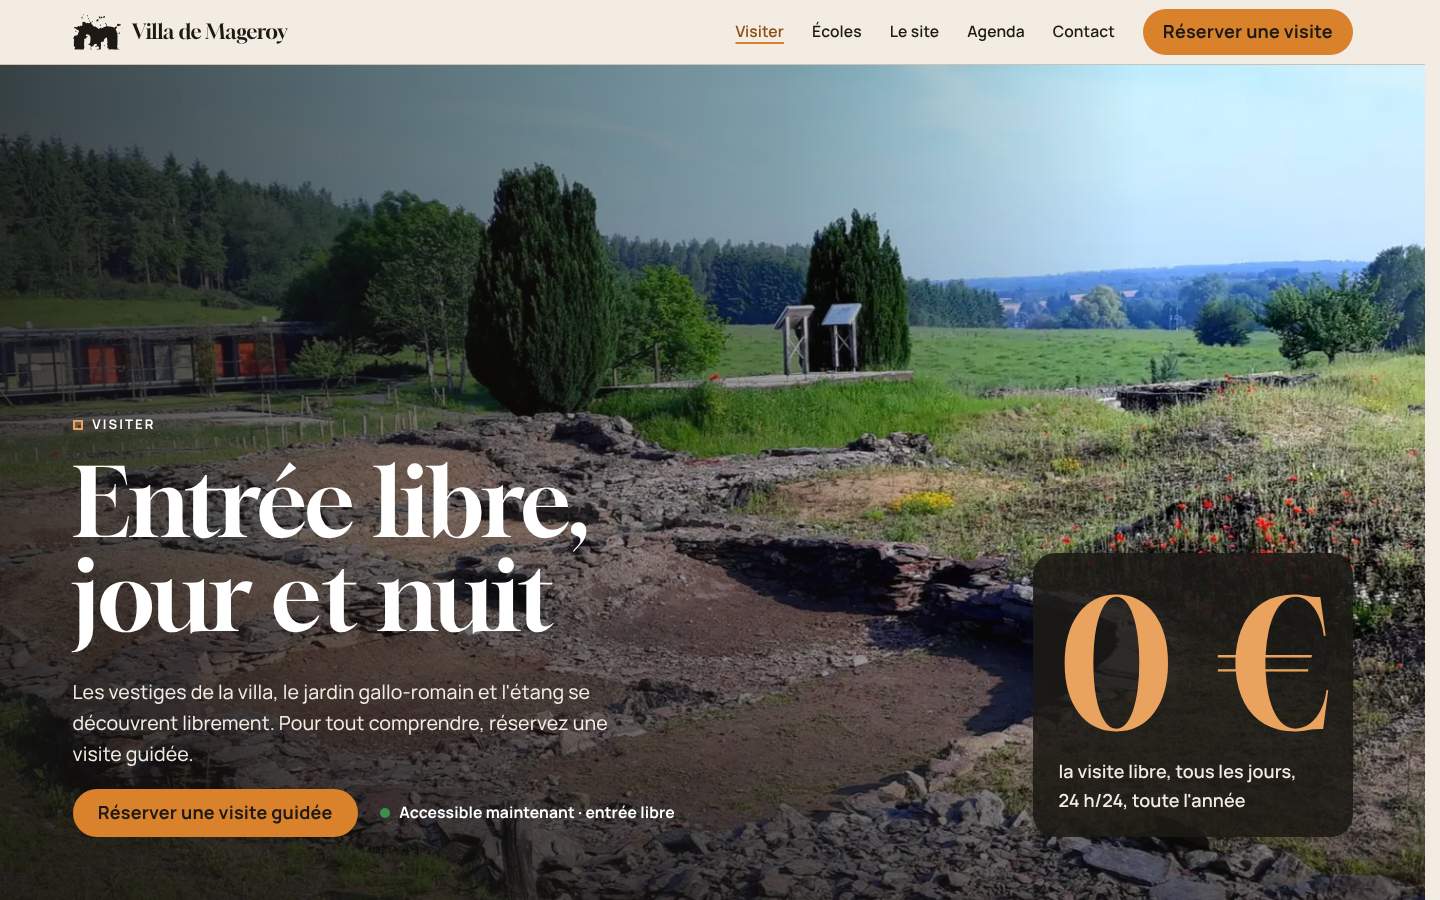 Villa de Mageroy
Visiter
Écoles
Le site
Agenda
Contact
Réserver une visite
VISITER
Entrée libre,
jour et nuit
Les vestiges de la villa, le jardin gallo-romain et l'étang se
découvrent librement. Pour tout comprendre, réservez une
visite guidée.
Réserver une visite guidée
Accessible maintenant · entrée libre
0 €
la visite libre, tous les jours,
24 h/24, toute l'année